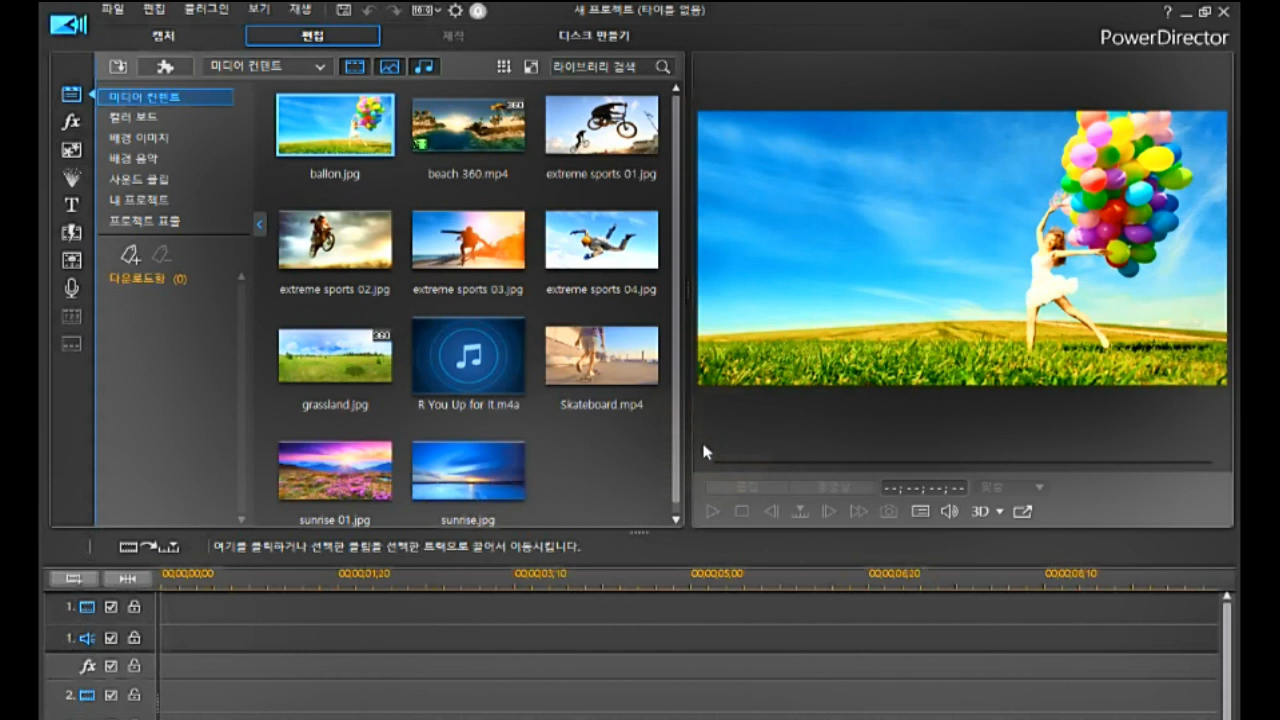 파일 편집 플러그인 보기 재생
새 프로젝트 (타이틀 없음)
캡처 편집 제작 디스크 만들기
PowerDirector
미디어 컨텐트
라이브러리 검색
미디어 컨텐트
컬러 보드
배경 이미지
배경 음악
사운드 클립
내 프로젝트
프로젝트 표출
다운로드함 (0)
360
ballon.jpg beach 360.mp4 extreme sports 01.jpg
extreme sports 02.jpg extreme sports 03.jpg extreme sports 04.jpg
360
grassland.jpg R You Up for It.m4a Skateboard.mp4
sunrise 01.jpg sunrise.jpg
--;--;--;--
3D
여기를 클릭하거나 선택한 클립을 선택한 트랙으로 끌어서 이동시킵니다.
00;00;00;00 00;00;01;20 00;00;03;10 00;00;05;00 00;00;06;20 00;00;08;10
1.
1.
fx
2.